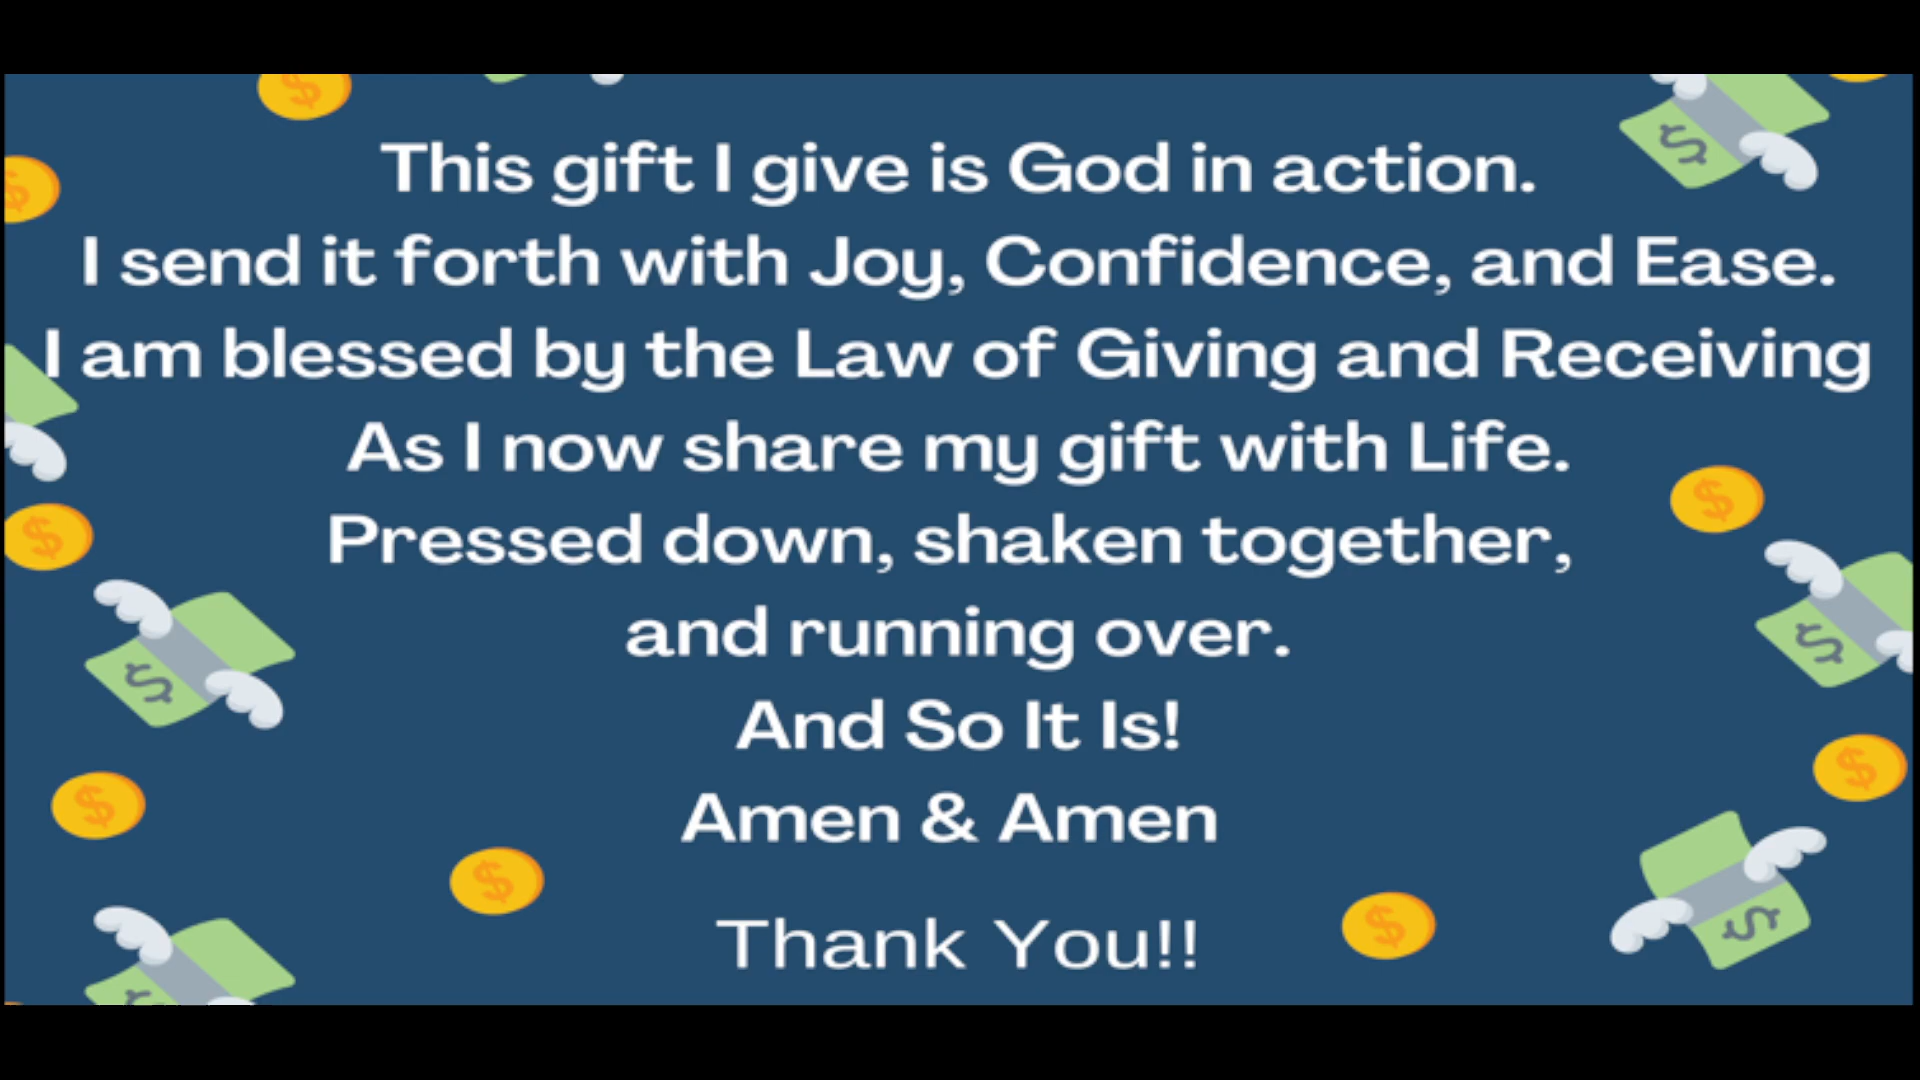 This gift I give is God in action.
I send it forth with Joy, Confidence, and Ease.
I am blessed by the Law of Giving and Receiving
As I now share my gift with Life.
Pressed down, shaken together,
and running over.
And So It Is!
Amen & Amen
Thank You!!